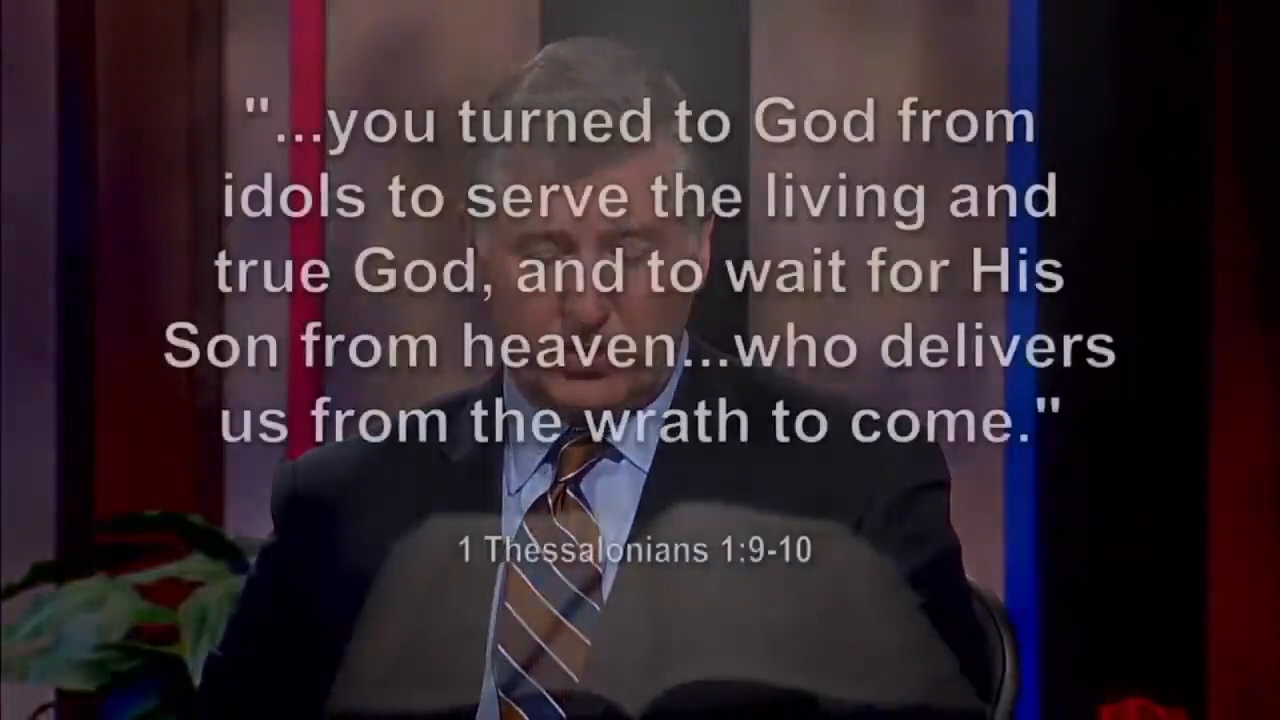 "...you turned to God from
idols to serve the living and
true God, and to wait for His
Son from heaven...who delivers
us from the wrath to come."
1 Thessalonians 1:9-10